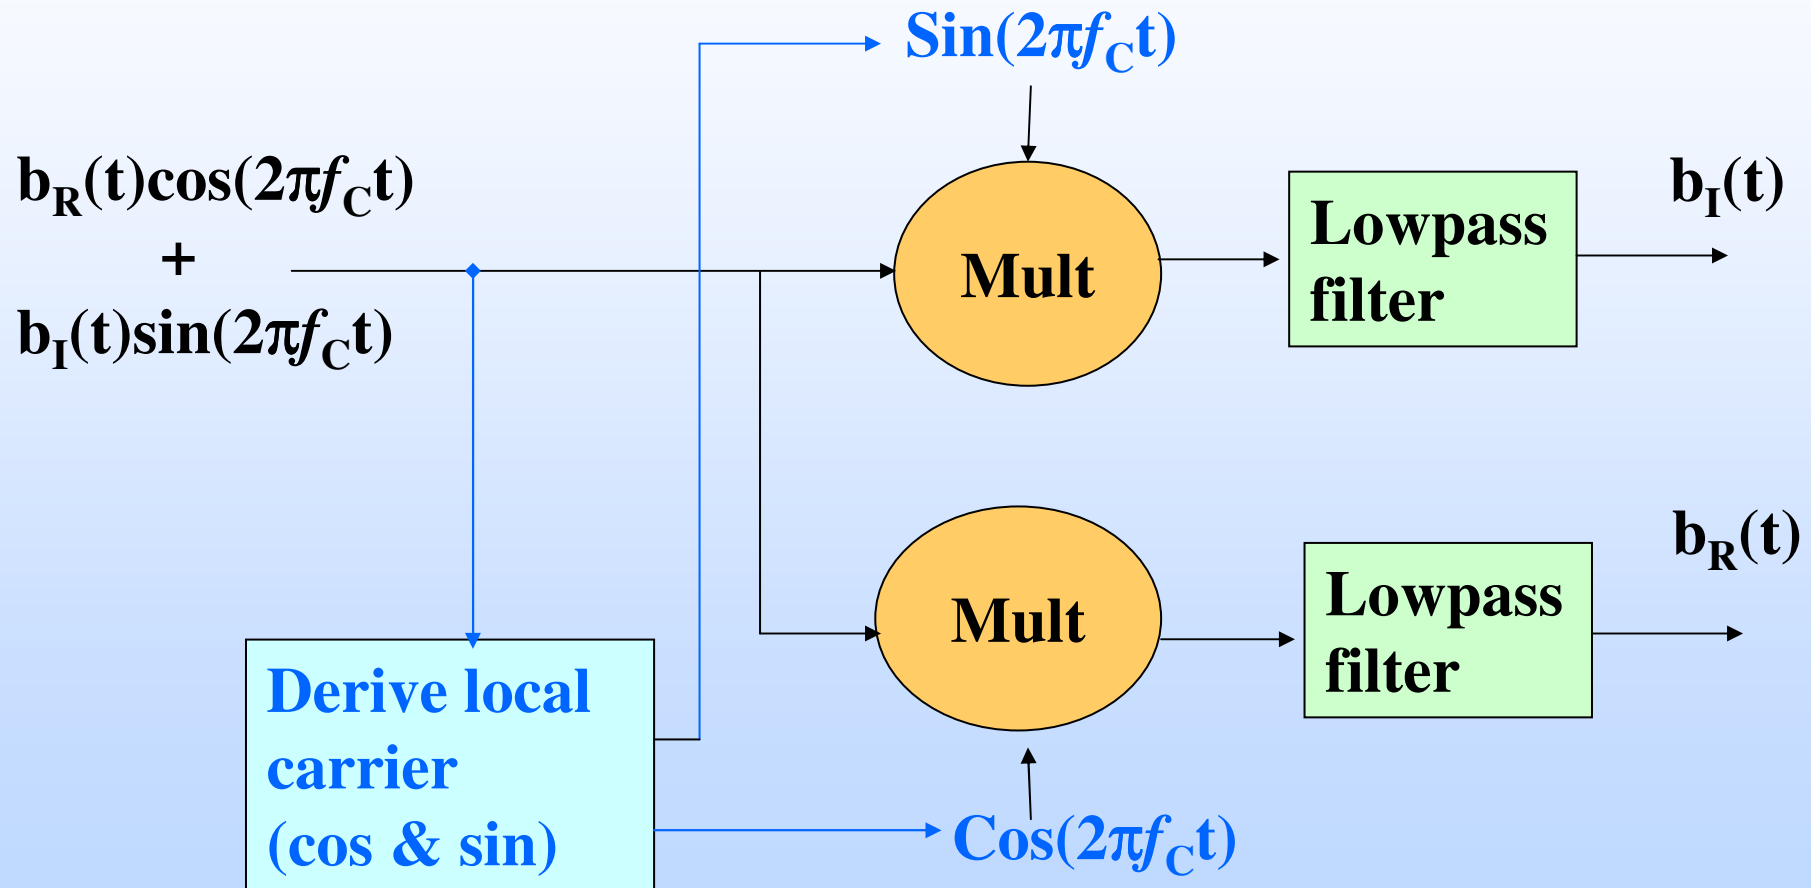 Sin(2πf_Ct)
b_R(t)cos(2πf_Ct)
+
b_I(t)sin(2πf_Ct)
Mult
Lowpass
filter
b_I(t)
Mult
Lowpass
filter
b_R(t)
Derive local
carrier
(cos & sin)
Cos(2πf_Ct)